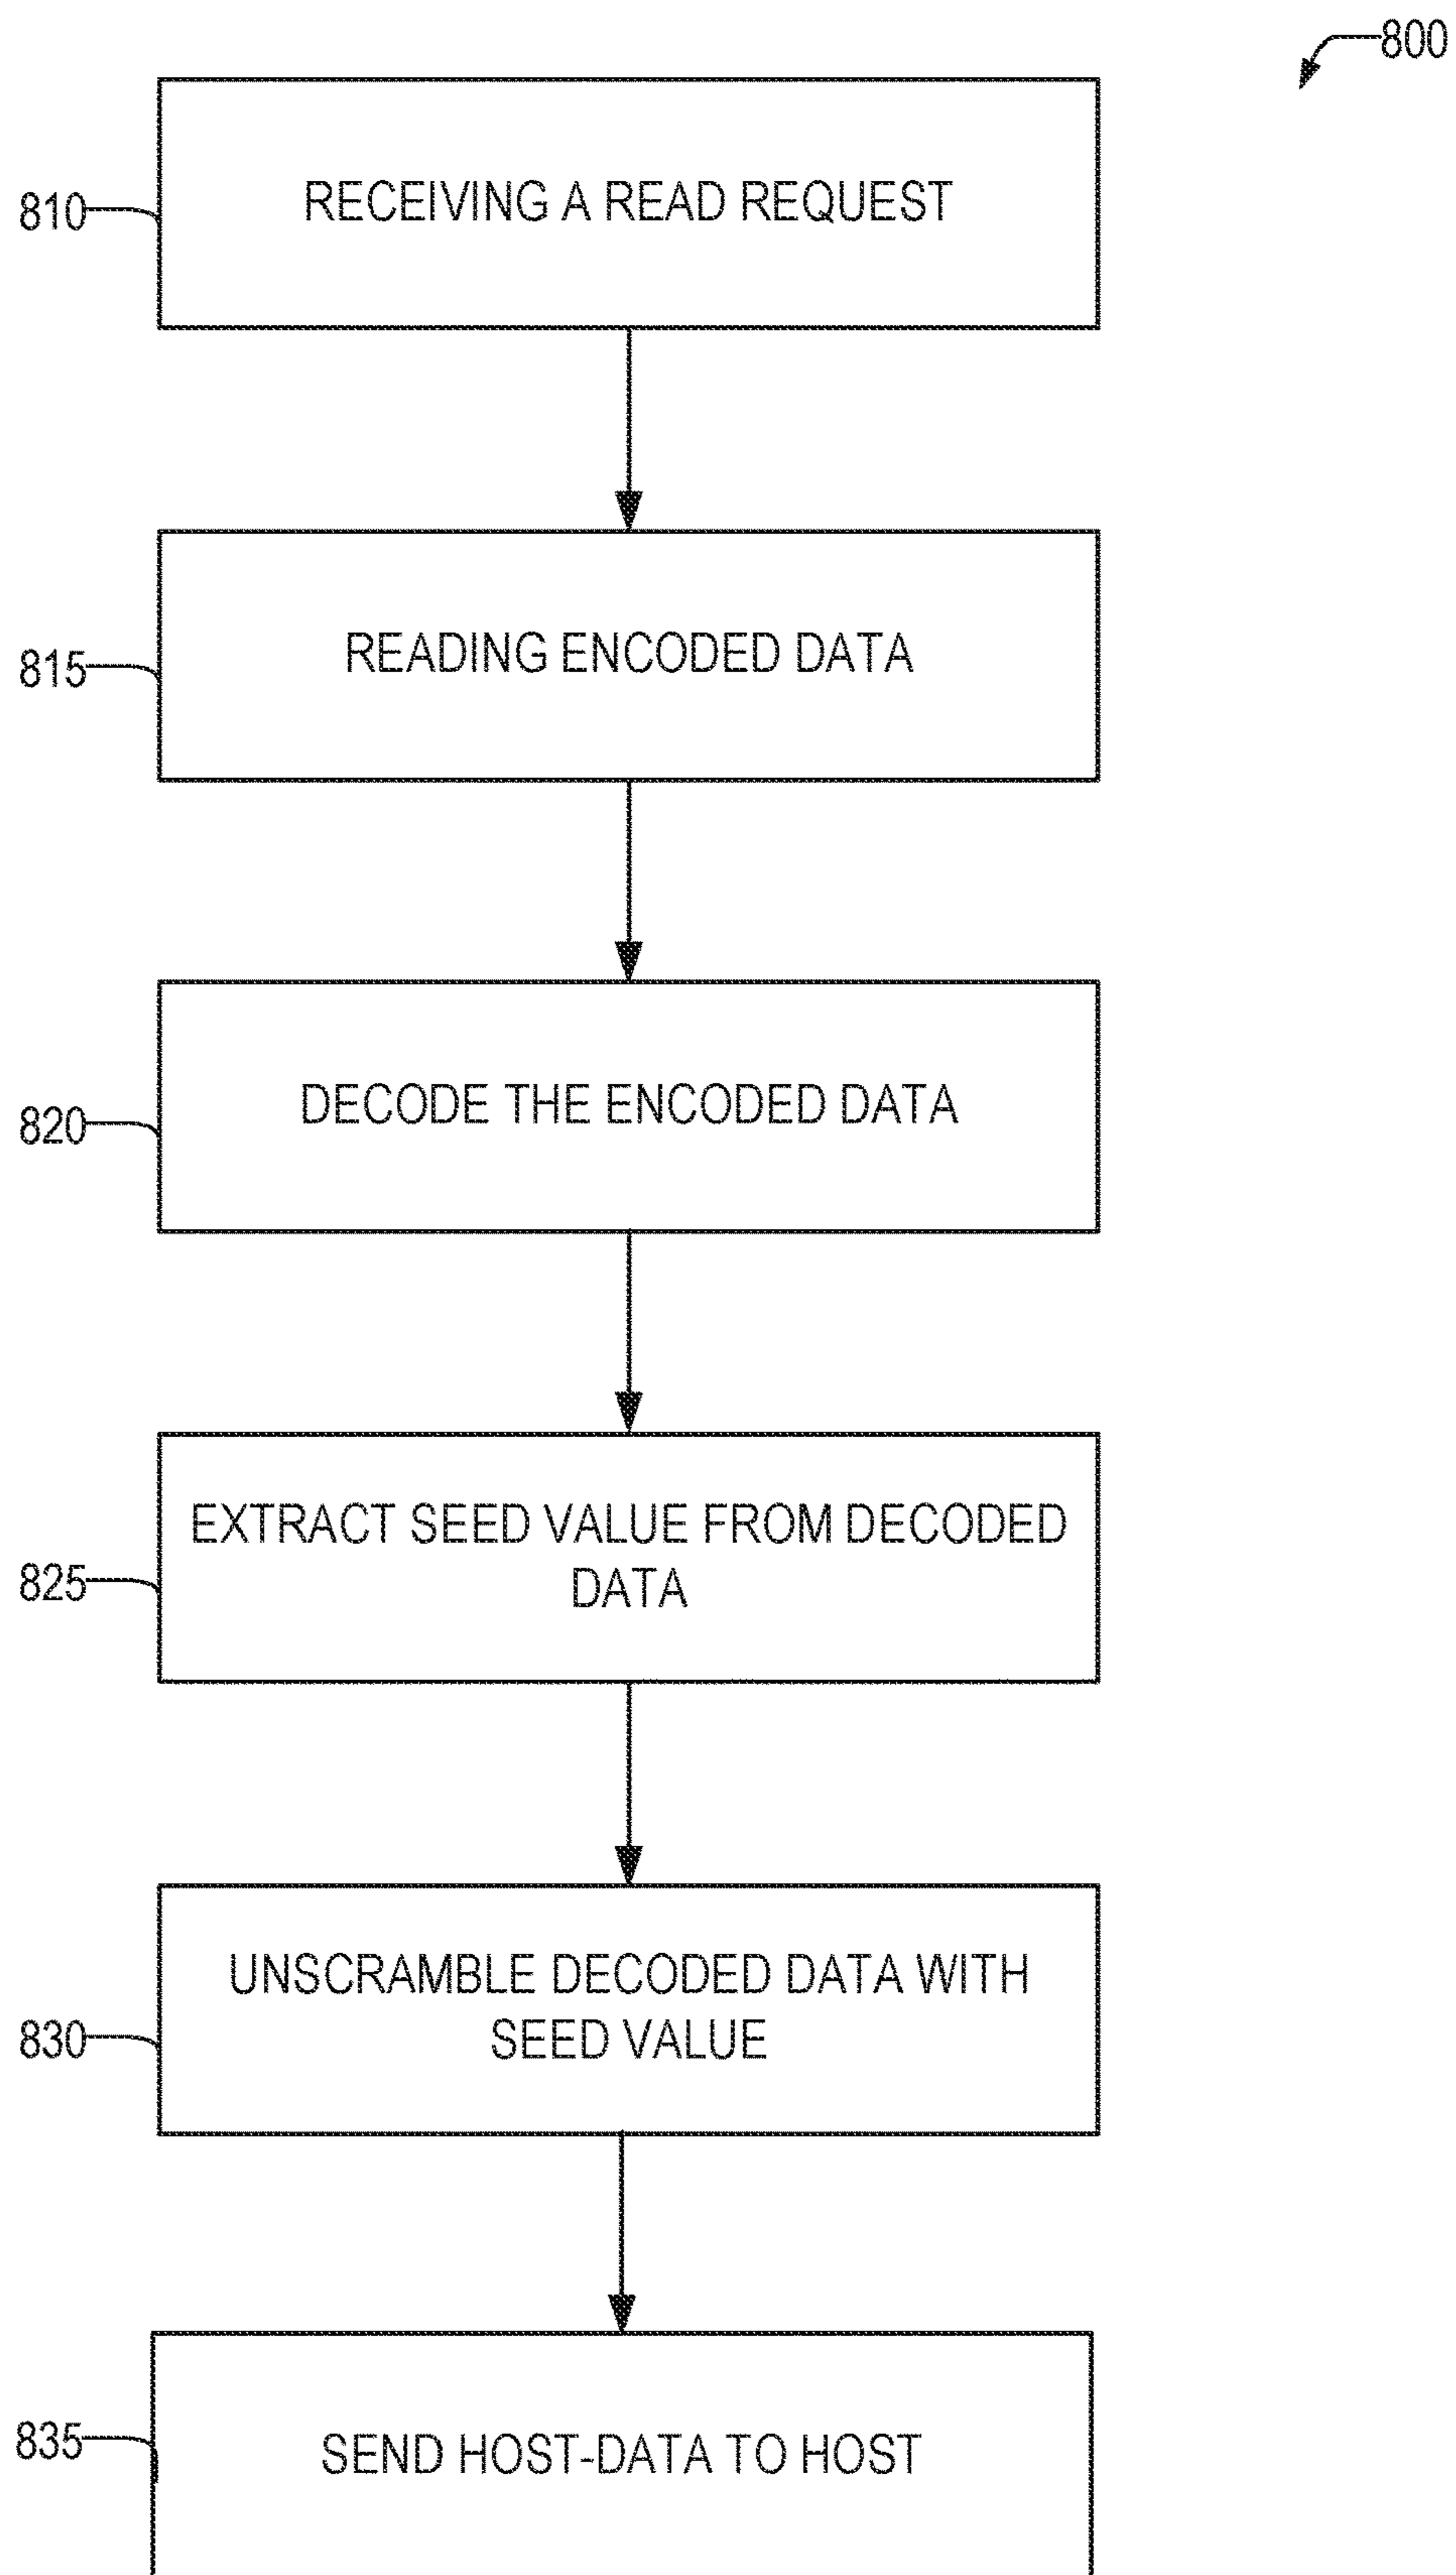 800
810
RECEIVING A READ REQUEST
815
READING ENCODED DATA
820
DECODE THE ENCODED DATA
825
EXTRACT SEED VALUE FROM DECODED
DATA
830
UNSCRAMBLE DECODED DATA WITH
SEED VALUE
835
SEND HOST-DATA TO HOST